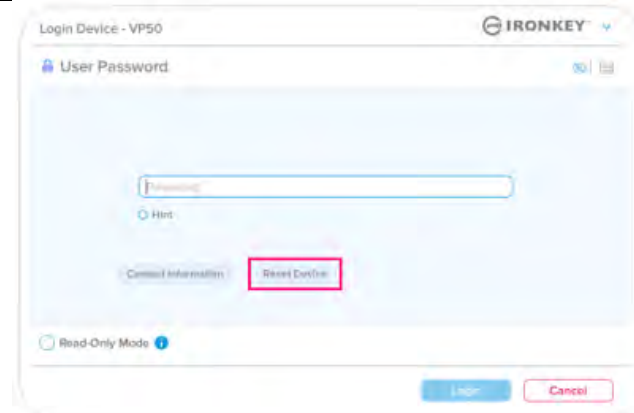 Login Device - VP50
IRONKEY
User Password
Password
Hint
Contact Information
Reset Device
Read-Only Mode
Login
Cancel